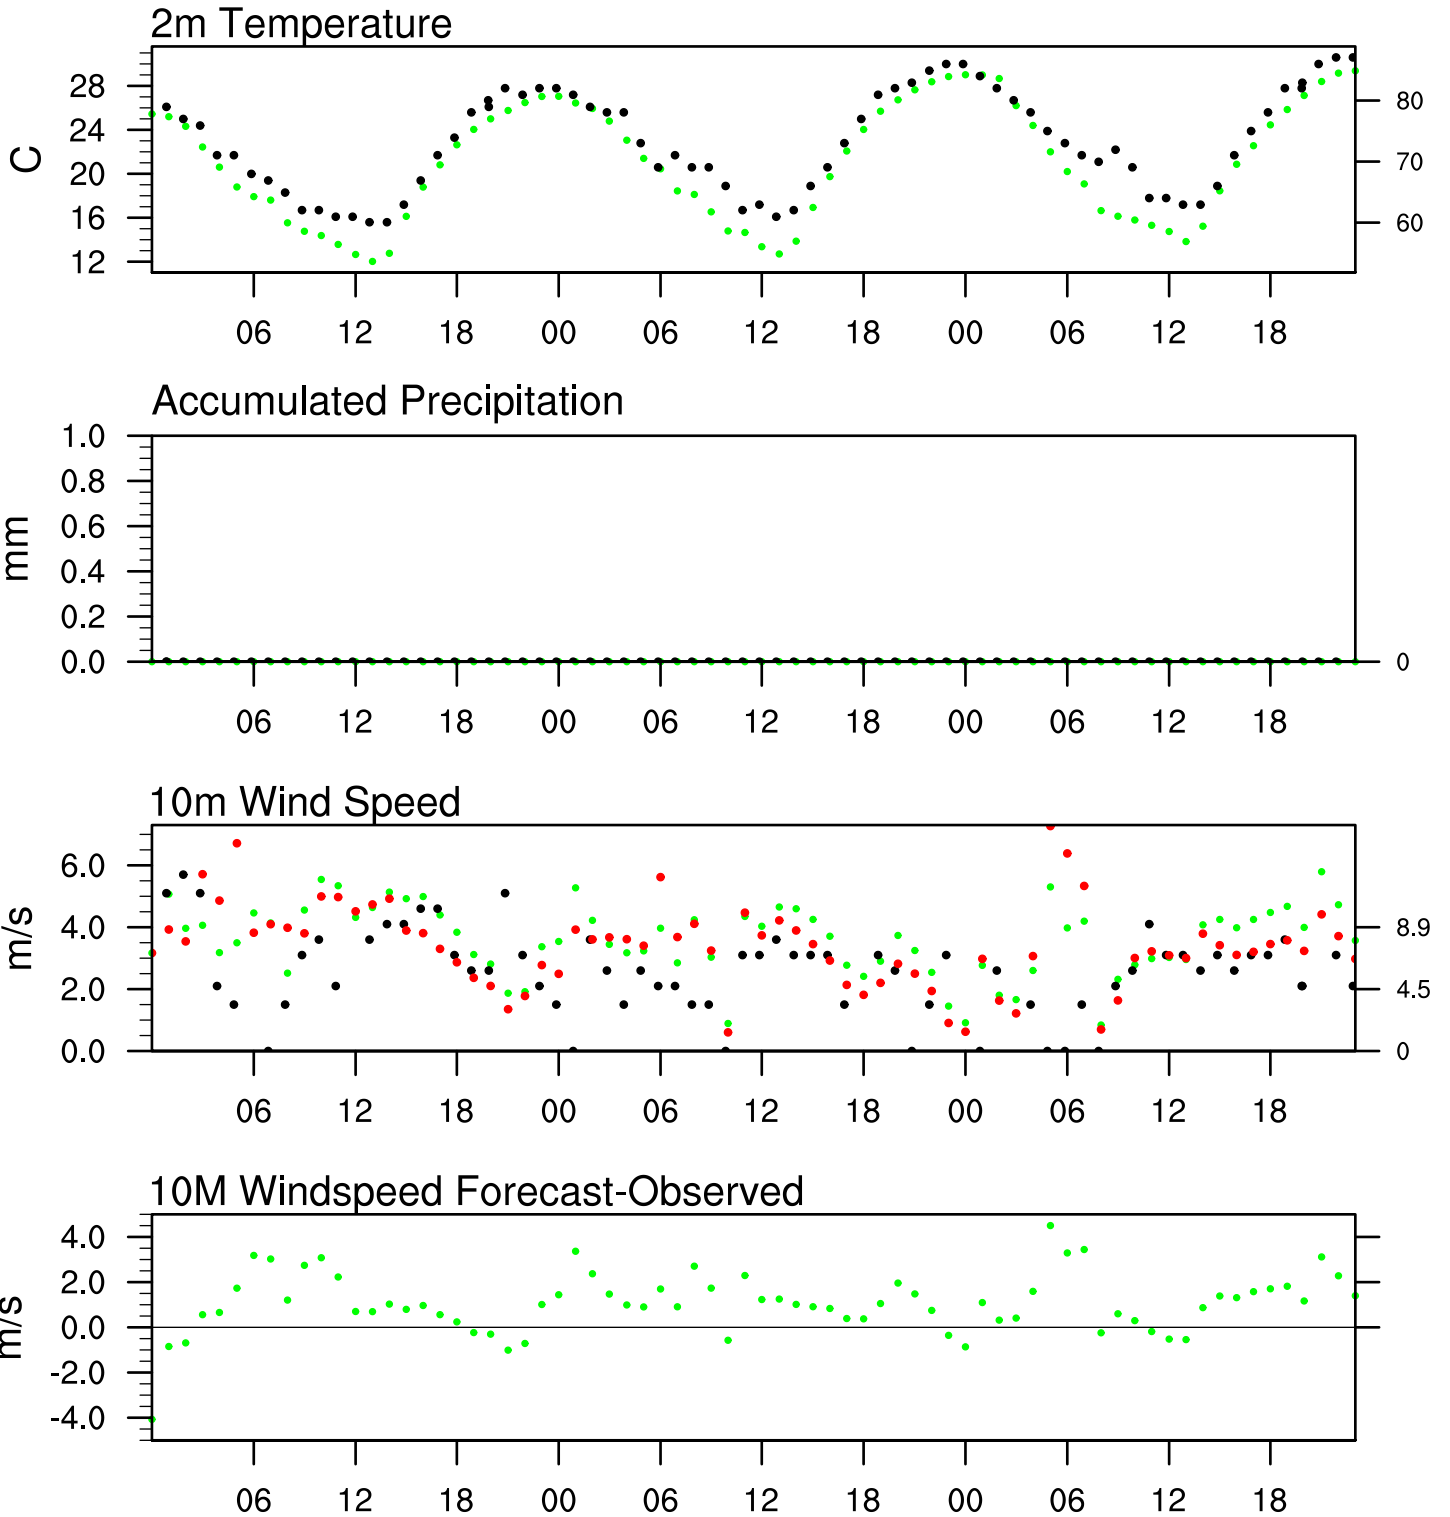 2m Temperature
28
24
20
16
12
C
80
70
60
06 12 18 00 06 12 18 00 06 12 18
Accumulated Precipitation
1.0
0.8
0.6
0.4
0.2
0.0
mm
0
06 12 18 00 06 12 18 00 06 12 18
10m Wind Speed
6.0
4.0
2.0
0.0
m/s
8.9
4.5
0
06 12 18 00 06 12 18 00 06 12 18
10M Windspeed Forecast-Observed
4.0
2.0
0.0
-2.0
-4.0
m/s
06 12 18 00 06 12 18 00 06 12 18